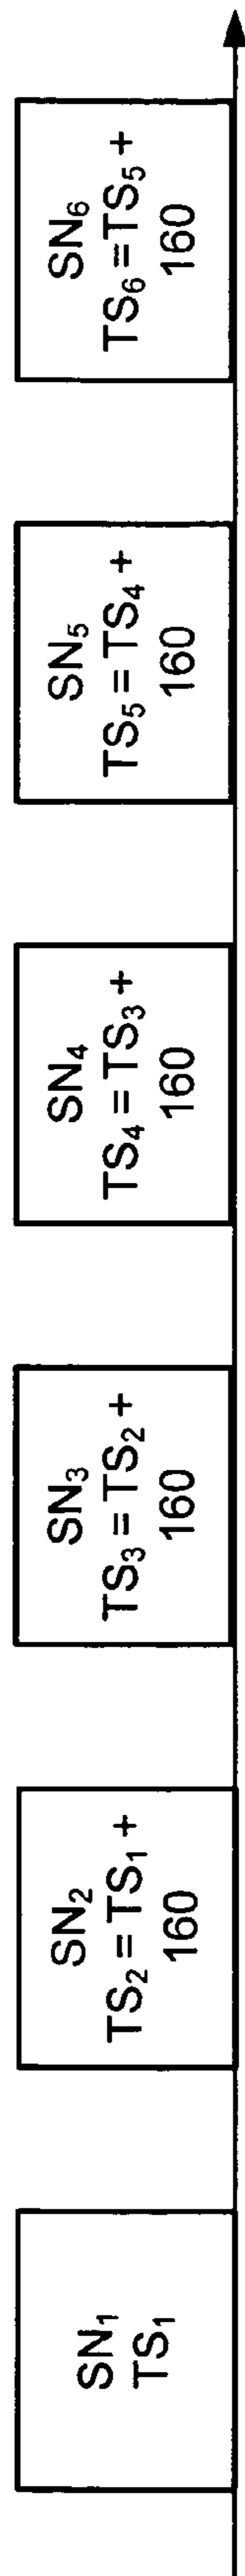 SN₁
TS₁
SN₂
TS₂ = TS₁ +
160
SN₃
TS₃ = TS₂ +
160
SN₄
TS₄ = TS₃ +
160
SN₅
TS₅ = TS₄ +
160
SN₆
TS₆ =TS₅ +
160